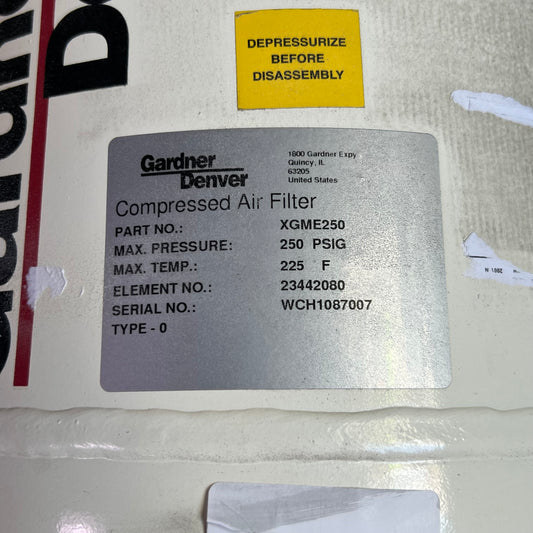 DEPRESSURIZE
BEFORE
DISASSEMBLY
Gardner
Denver
1800 Gardner Expy
Quincy, IL
63205
United States
Compressed Air Filter
PART NO.: XGME250
MAX. PRESSURE: 250 PSIG
MAX. TEMP.: 225 F
ELEMENT NO.: 23442080
SERIAL NO.: WCH1087007
TYPE - 0